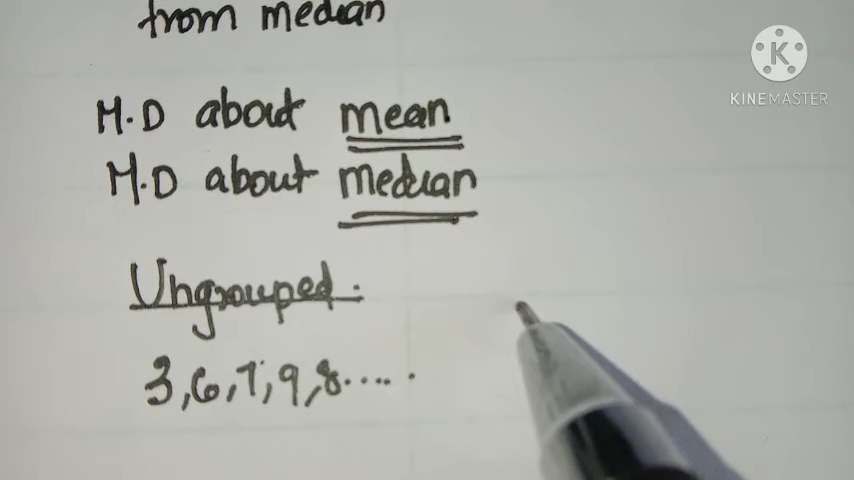 from median
KINEMASTER
M.D about mean
M.D about median
Ungrouped.
3,6,7,9,8.....